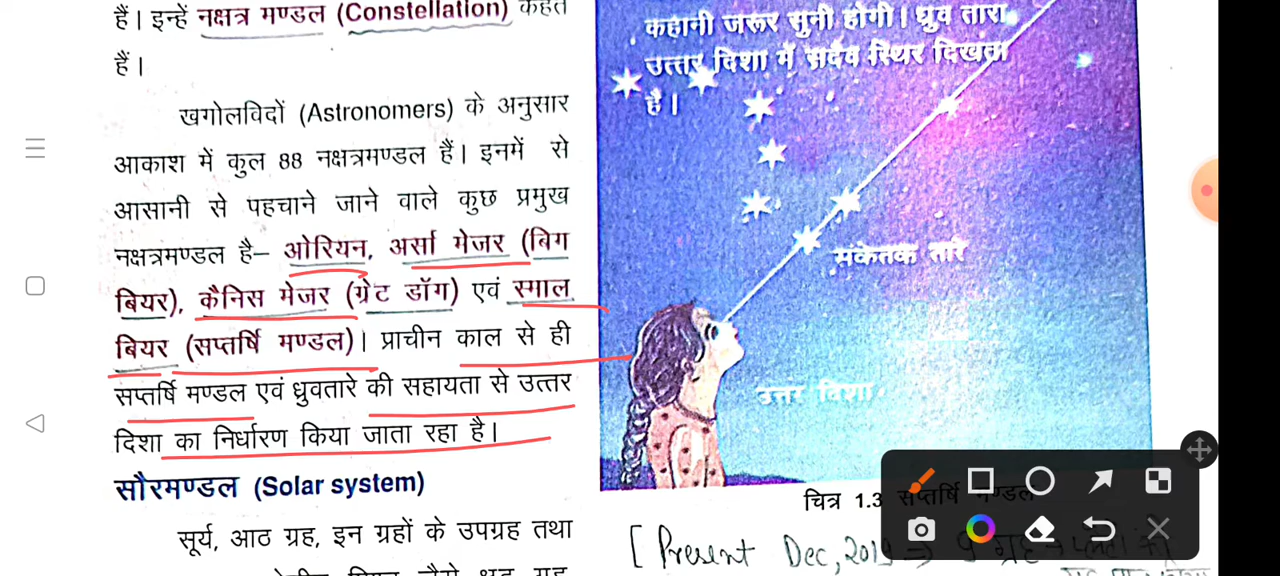 हैं। इन्हें नक्षत्र मण्डल (Constellation) कहते
हैं।
खगोलविदों (Astronomers) के अनुसार
आकाश में कुल 88 नक्षत्रमण्डल हैं। इनमें से
आसानी से पहचाने जाने वाले कुछ प्रमुख
नक्षत्रमण्डल है– ओरियन, अर्सा मेजर (बिग
बियर), कैनिस मेजर (ग्रेट डॉग) एवं स्माल
बियर (सप्तर्षि मण्डल)। प्राचीन काल से ही
सप्तर्षि मण्डल एवं ध्रुवतारे की सहायता से उत्तर
दिशा का निर्धारण किया जाता रहा है।
सौरमण्डल (Solar system)
सूर्य, आठ ग्रह, इन ग्रहों के उपग्रह तथा
कहानी जरूर सुनी होगी। ध्रुव तारा
उत्तर दिशा में सदैव स्थिर दिखता
है।
संकेतक तारे
उत्तर दिशा
चित्र 1.3 सप्तर्षि मण्डल
[ Present Dec, 2019 ⇒ 9 ग्रह